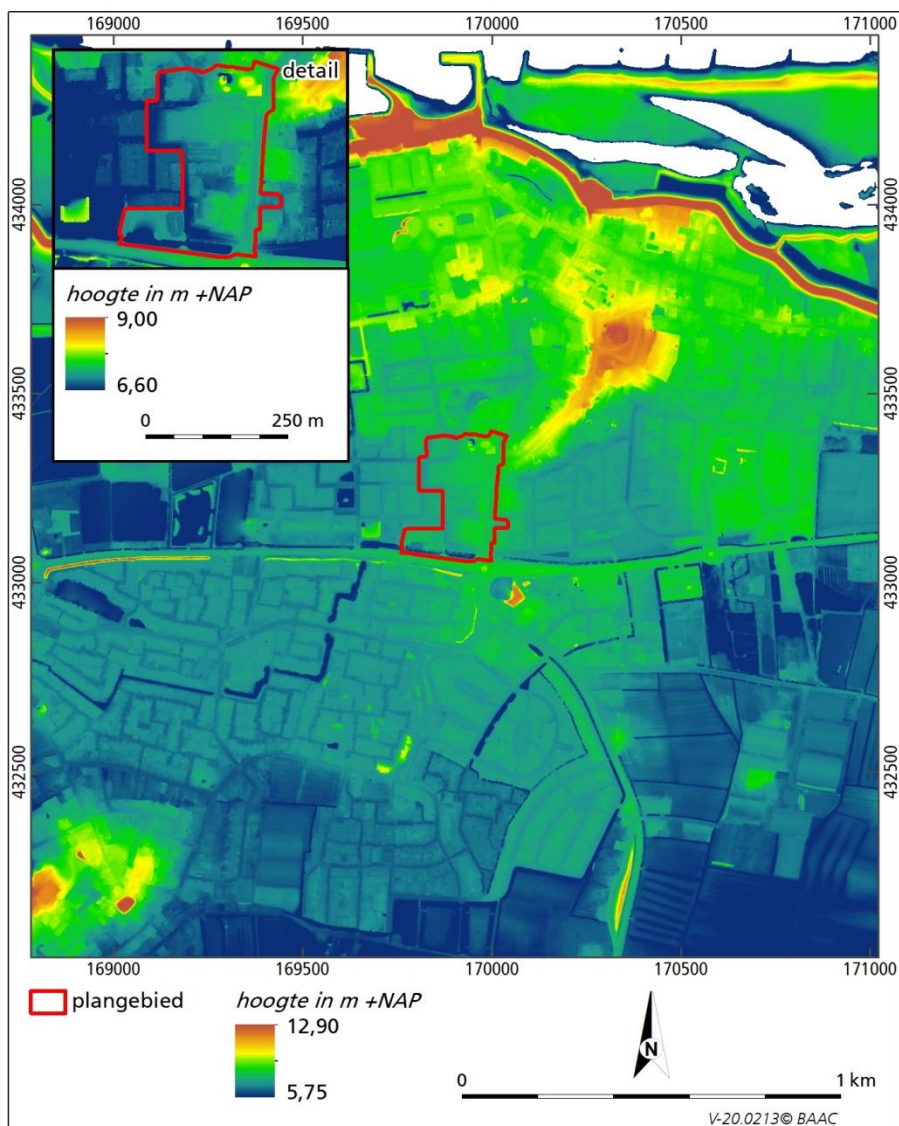 169000 169500 170000 170500 171000
detail
434000 434000
hoogte in m +NAP
9,00
6,60
0 250 m
433500 433500
433000 433000
432500 432500
169000 169500 170000 170500 171000
plangebied
hoogte in m +NAP
12,90
5,75
N
0 1 km
V-20.0213© BAAC